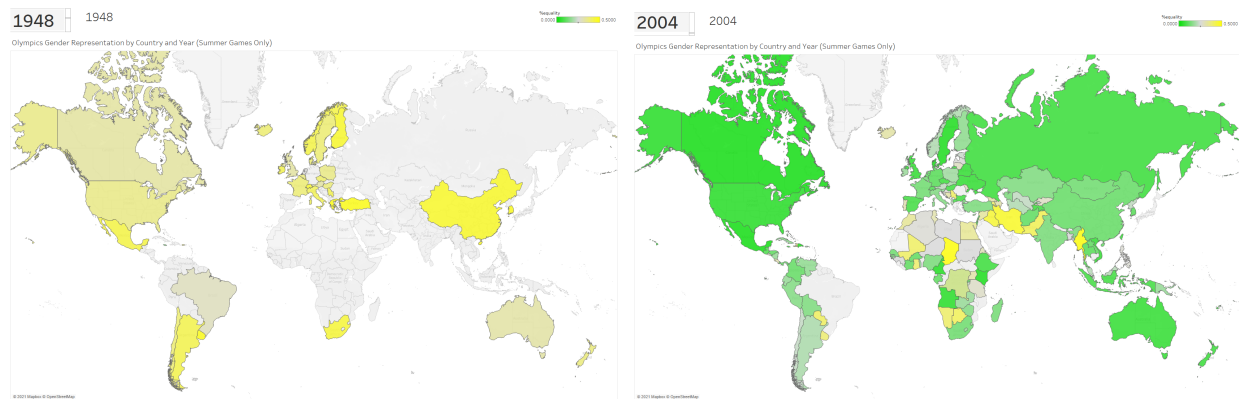 1948
1948
%equality
0.0000
0.5000
Olympics Gender Representation by Country and Year (Summer Games Only)
© 2021 Mapbox © OpenStreetMap
2004
2004
%equality
0.0000
0.5000
Olympics Gender Representation by Country and Year (Summer Games Only)
© 2021 Mapbox © OpenStreetMap